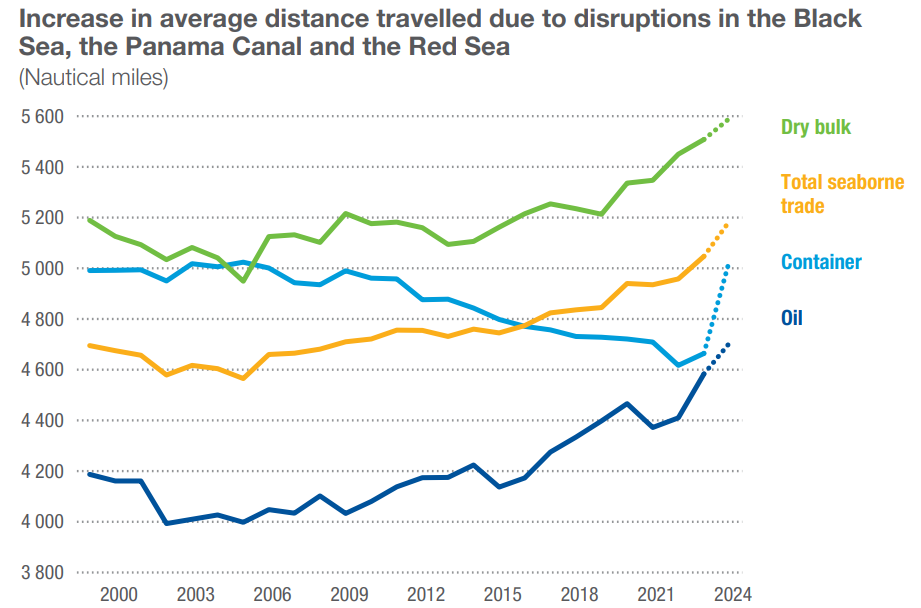 Increase in average distance travelled due to disruptions in the Black
Sea, the Panama Canal and the Red Sea
(Nautical miles)
5 600
5 400
5 200
5 000
4 800
4 600
4 400
4 200
4 000
3 800
2000 2003 2006 2009 2012 2015 2018 2021 2024
Dry bulk
Total seaborne
trade
Container
Oil